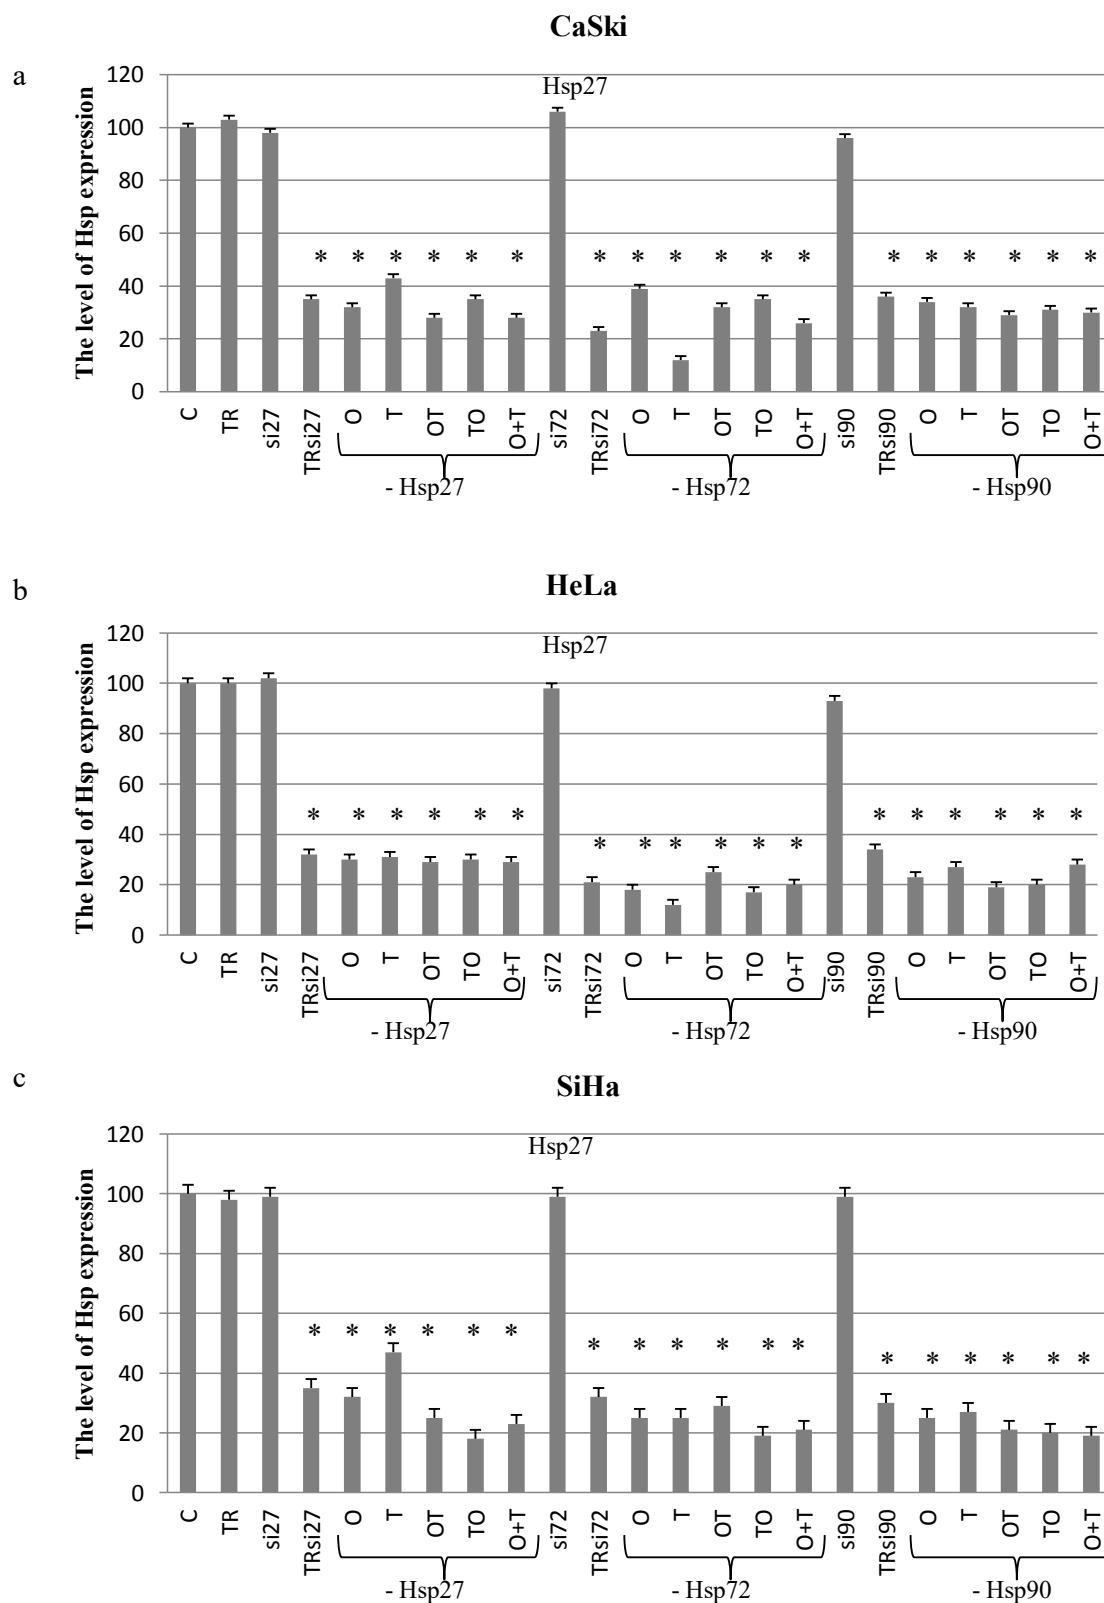 CaSki
a
Hsp27
The level of Hsp expression
120
100
80
60
40
20
0
* * * * * * * * * * * * * * * * * *
C TR si27 TRsi27 O T OT TO O+T si72 TRsi72 O T OT TO O+T si90 TRsi90 O T OT TO O+T
- Hsp27 - Hsp72 - Hsp90
HeLa
b
Hsp27
The level of Hsp expression
120
100
80
60
40
20
0
* * * * * * * * * * * * * * * * * *
C TR si27 TRsi27 O T OT TO O+T si72 TRsi72 O T OT TO O+T si90 TRsi90 O T OT TO O+T
- Hsp27 - Hsp72 - Hsp90
c
SiHa
Hsp27
The level of Hsp expression
120
100
80
60
40
20
0
* * * * * * * * * * * * * * * * * *
C TR si27 TRsi27 O T OT TO O+T si72 TRsi72 O T OT TO O+T si90 TRsi90 O T OT TO O+T
- Hsp27 - Hsp72 - Hsp90